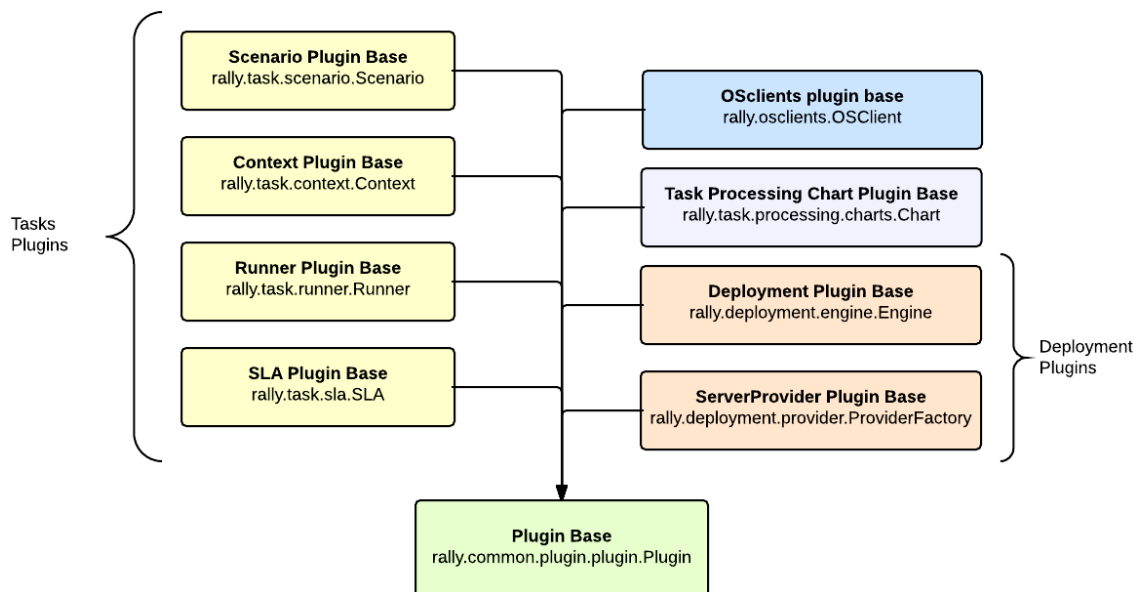 Tasks
Plugins
Scenario Plugin Base
rally.task.scenario.Scenario
Context Plugin Base
rally.task.context.Context
Runner Plugin Base
rally.task.runner.Runner
SLA Plugin Base
rally.task.sla.SLA
OSclients plugin base
rally.osclients.OSClient
Task Processing Chart Plugin Base
rally.task.processing.charts.Chart
Deployment Plugin Base
rally.deployment.engine.Engine
ServerProvider Plugin Base
rally.deployment.provider.ProviderFactory
Deployment
Plugins
Plugin Base
rally.common.plugin.plugin.Plugin